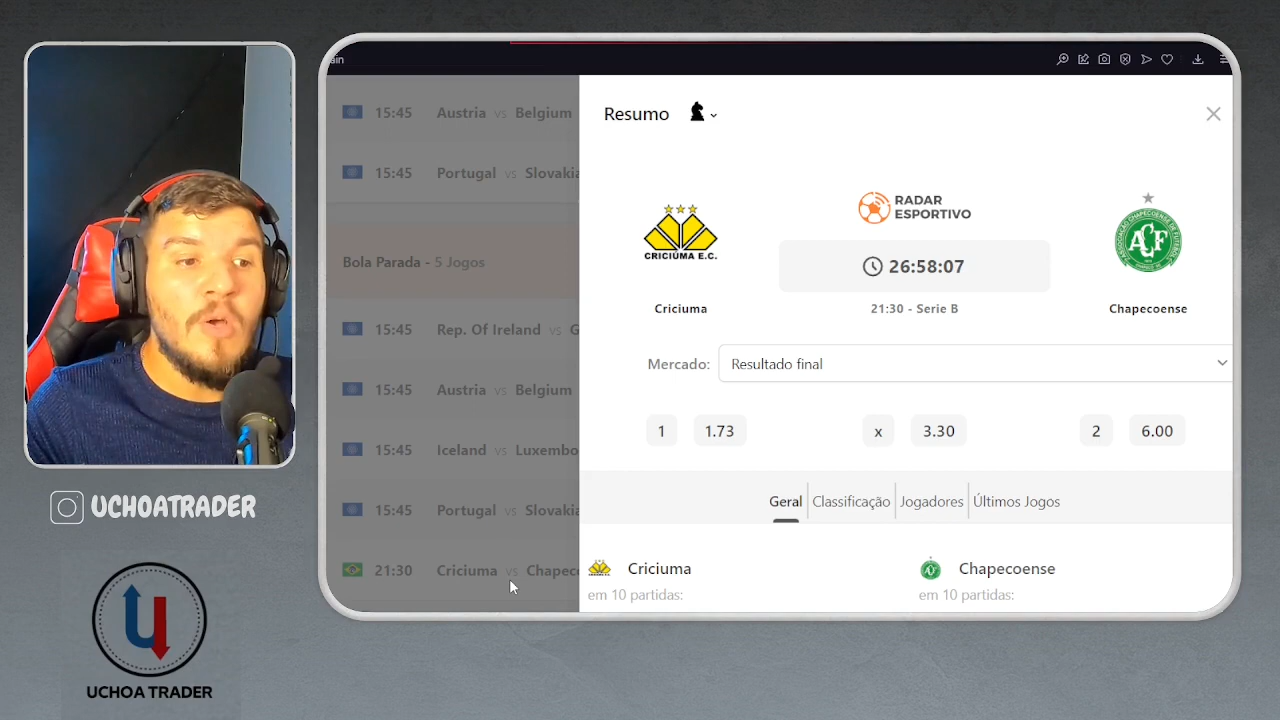 ain
15:45 Austria vs Belgium
15:45 Portugal vs Slovakia
Bola Parada - 5 Jogos
15:45 Rep. Of Ireland vs G
15:45 Austria vs Belgium
15:45 Iceland vs Luxembo
15:45 Portugal vs Slovakia
21:30 Criciuma vs Chapec
Resumo
RADAR
ESPORTIVO
CRICIÚMA E.C.
ACF
26:58:07
Criciuma
21:30 - Serie B
Chapecoense
Mercado: Resultado final
1 1.73 x 3.30 2 6.00
Geral Classificação Jogadores Últimos Jogos
Criciuma Chapecoense
em 10 partidas: em 10 partidas:
UCHOATRADER
UCHOA TRADER